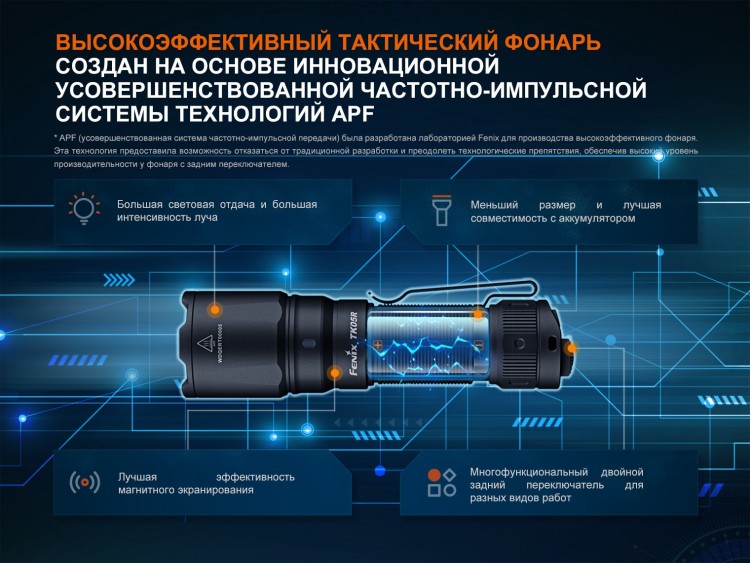 ВЫСОКОЭФФЕКТИВНЫЙ ТАКТИЧЕСКИЙ ФОНАРЬ
СОЗДАН НА ОСНОВЕ ИННОВАЦИОННОЙ
УСОВЕРШЕНСТВОВАННОЙ ЧАСТОТНО-ИМПУЛЬСНОЙ
СИСТЕМЫ ТЕХНОЛОГИЙ APF
* APF (усовершенствованная система частотно-импульсной передачи) была разработана лабораторией Fenix для производства высокоэффективного фонаря.
Эта технология предоставила возможность отказаться от традиционной разработки и преодолеть технологические препятствия, обеспечив высокий уровень
производительности у фонаря с задним переключателем.
Большая световая отдача и большая
интенсивность луча
Меньший размер и лучшая
совместимость с аккумулятором
FENIX TK05R
Лучшая эффективность
магнитного экранирования
Многофункциональный двойной
задний переключатель для
разных видов работ